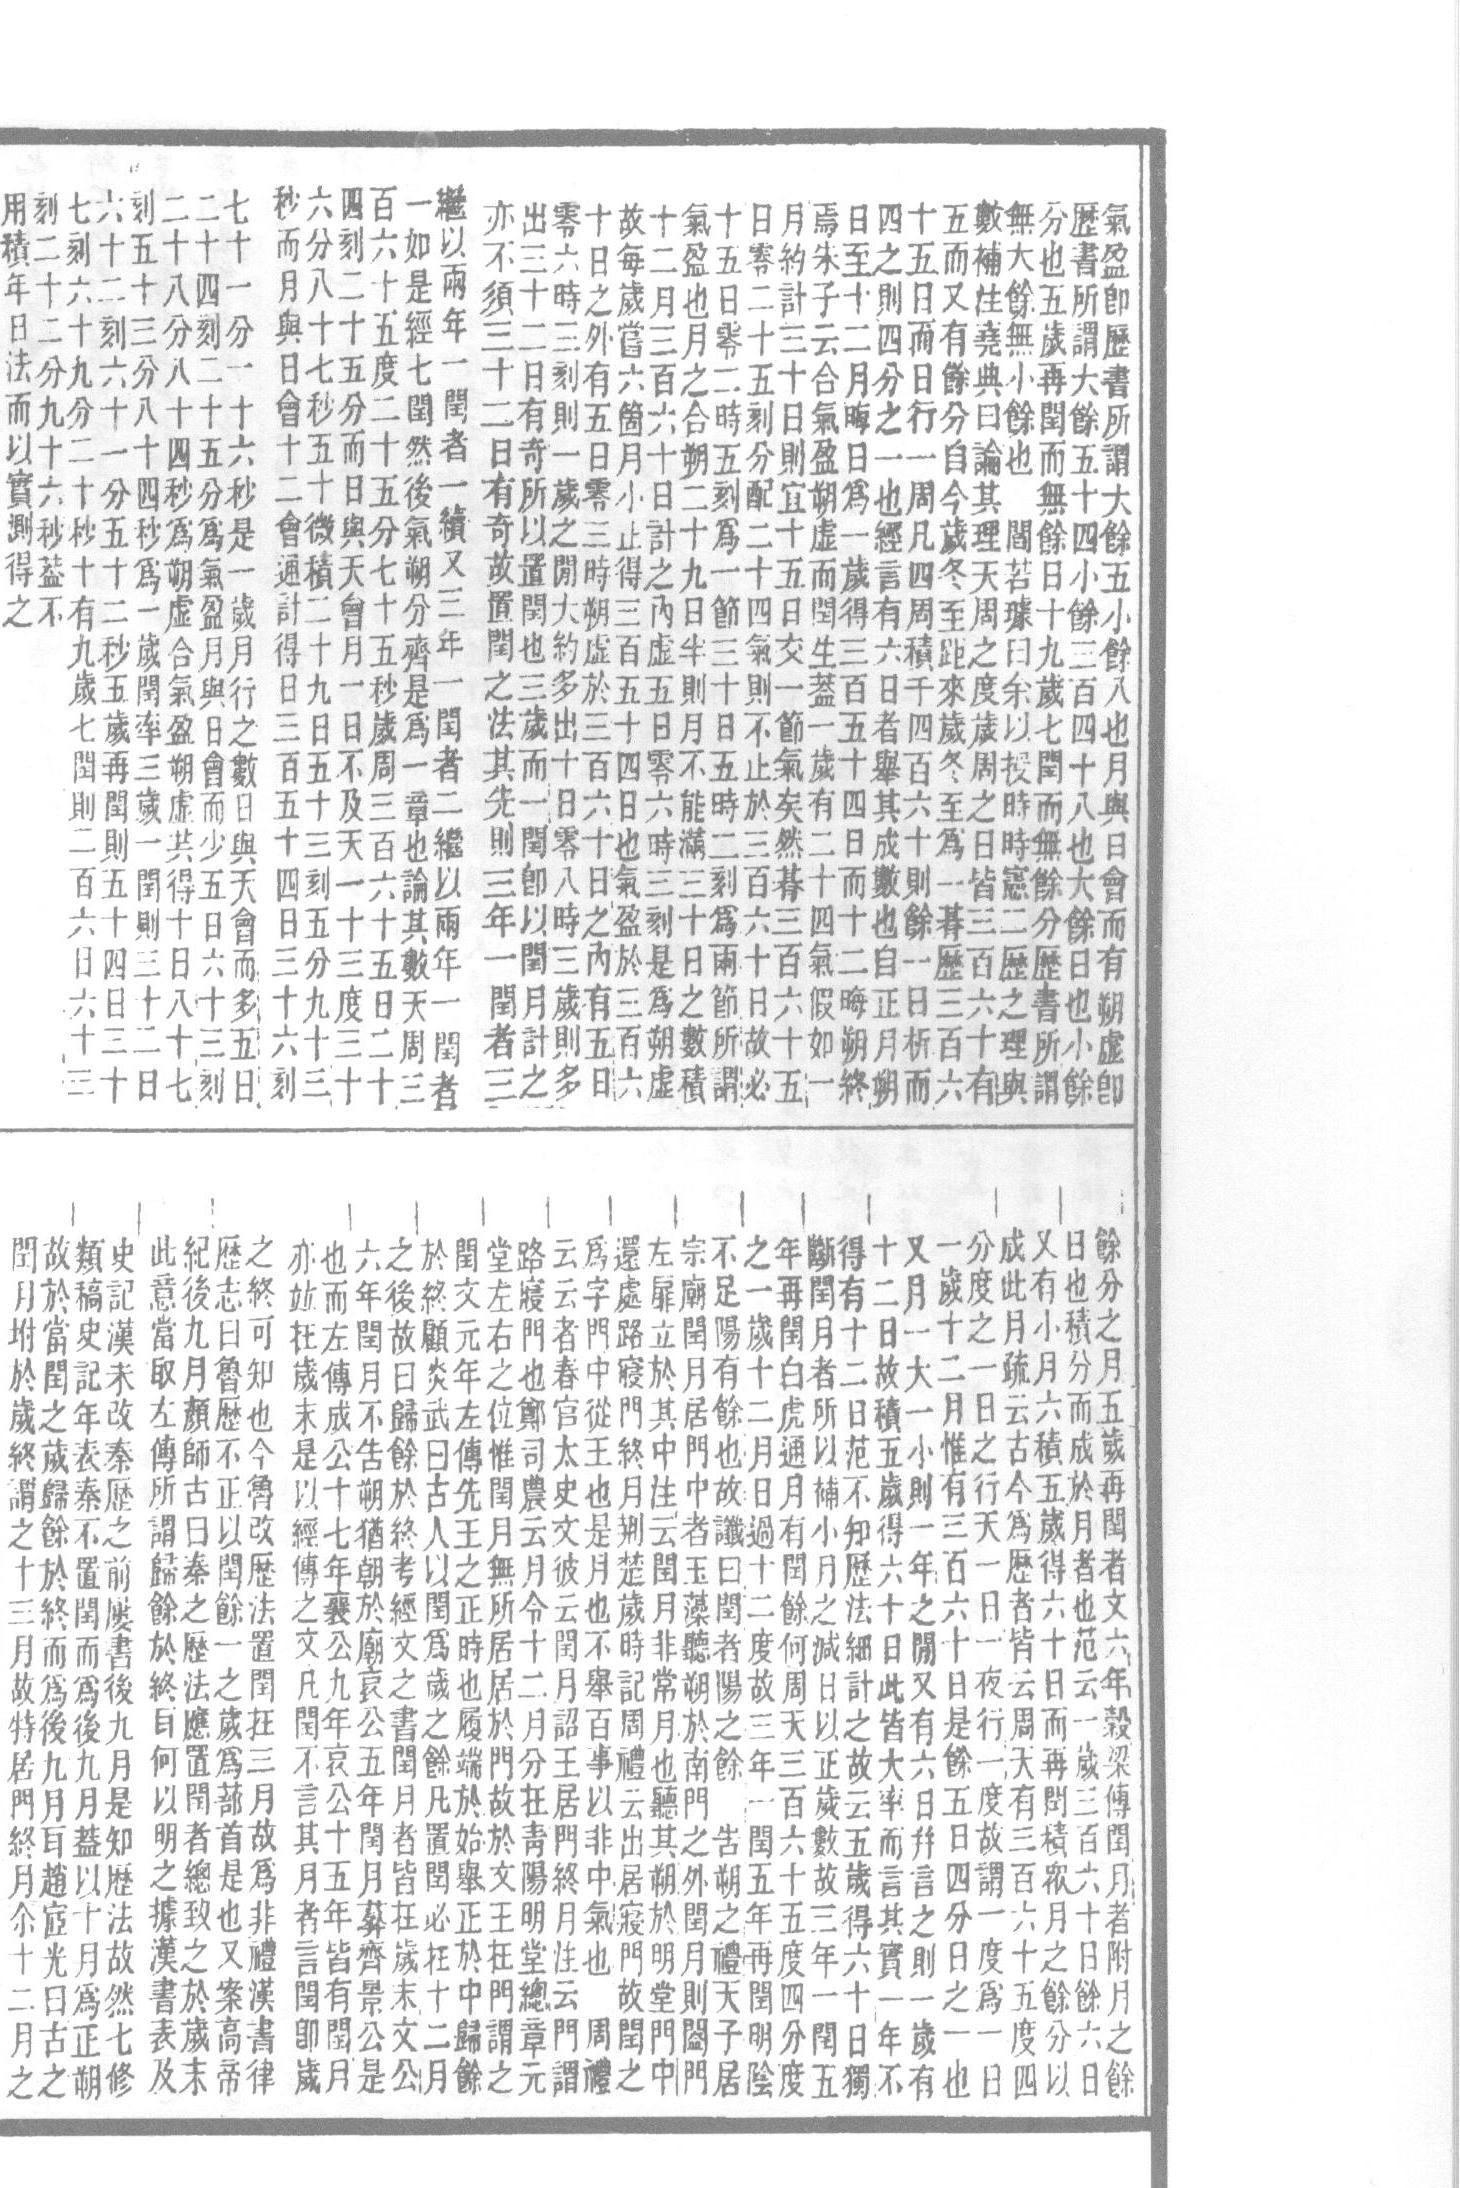 氣盈卽歷書所謂大餘五小餘八也月與日會而有朔虛卽
歷書所謂大餘五十四小餘三百四十八也大餘日也小餘
分也五歲再閏而無餘日十九歲七閏而無餘分歷書所謂
無大餘無小餘也　閻若璩曰余以授時時憲二歷之理與
數補注堯典曰論其理天周之度歲周之日皆三百六十有
五而又有餘分自今歲冬至距來歲冬至爲一朞歷三百六
十五日而日行一周凡四周積千四百六十則餘一日析而
四之則四分之一也經言有六日者舉其成數也自正月朔
日至十二月晦日爲一歲得三百五十四日而十二晦朔終
焉朱子云合氣盈朔虛而閏生蓋一歲有二十四氣假如一
月約計三十日則宜十五日交一節氣矣然朞三百六十五
日零二十五刻分配二十四氣則不止於三百六十日故必
十五日零二時五刻爲一節三十日五時二刻爲兩節所謂
氣盈也月之合朔二十九日半則月不能滿三十日之數積
十二月三百六十日計之內虛五日零六時三刻是爲朔虛
故每歲當六箇月小止得三百五十四日也氣盈於三百六
十日之外有五日零三時朔虛於三百六十日之內有五日
零六時三刻則一歲之閒大約多出十日零八時三歲則多
出三十二日有奇所以置閏也三歲而一閏卽以閏月計之
亦不須三十二日有奇故置閏之法其先則三年一閏者三
繼以兩年一閏者一續又三年一閏者二繼以兩年一閏者
一如是經七閏然後氣朔分齊是爲一章也論其數天周三
百六十五度二十五分七十五秒歲周三百六十五日二十
四刻二十五分而日與天會月一日不及天一十三度三十
六分八十七秒五十微積二十九日五十三刻五分九十三
秒而月與日會十二會通計得日三百五十四日三十六刻
七十一分一十六秒是一歲月行之數日與天會而多五日
二十四刻二十五分爲氣盈月與日會而少五日六十三刻
二十八分八十四秒爲朔虛合氣盈朔虛共得十日八十七
刻五十三分八十四秒爲一歲閏率三歲一閏則三十二日
六十二刻六十一分五十二秒五歲再閏則五十四日三十
七刻六十九分二十秒十有九歲七閏則二百六日六十三
刻二十二分九十六秒蓋不
用積年日法而以實測得之
餘分之月五歲再閏者文六年穀梁傳閏月者附月之餘
日也積分而成於月者也范云一歲三百六十日餘六日
又有小月六積五歲得六十日而再閏積衆月之餘分以
成此月疏云古今爲歷者皆云周天有三百六十五度四
分度之一日之行天一日一夜行一度故謂一度爲一日
一歲十二月惟有三百六十日是餘五日四分日之一也
又月一大一小則一年之閒又有六日幷言之則一歲有
十二日故積五歲得六十日此皆大率而言其實一年不
得有十二日范不知歷法細計之故云五歲得六十日獨
斷閏月者所以補小月之減日以正歲數故三年一閏五
年再閏白虎通月有閏餘何周天三百六十五度四分度
之一歲十二月日過十二度故三年一閏五年再閏明陰
不足陽有餘也故讖曰閏者陽之餘　告朔之禮天子居
宗廟閏月居門中者玉藻聽朔於南門之外閏月則闔門
左扉立於其中注云閏月非常月也聽其朔於明堂門中
還處路寢門終月荆楚歲時記周禮云出居寢門故閏之
爲字門中從王也是月也不舉百事以非中氣也　周禮
云云者春官太史文彼云閏月詔王居門終月注云門謂
路寢門也鄭司農云月令十二月分在靑陽明堂總章元
堂左右之位惟閏月無所居居於門故於文王在門謂之
閏文元年左傳先王之正時也履端於始舉正於中歸餘
於終顧炎武曰古人以閏爲歲之餘凡置閏必在十二月
之後故曰歸餘於終考經文之書閏月者皆在歲末文公
六年閏月不告朔猶朝於廟哀公五年閏月葬齊景公是
也而左傳成公十七年襄公九年哀公十五年皆有閏月
亦並在歲末是以經傳之文凡閏不言其月者言閏卽歲
之終可知也今魯改歷法置閏在三月故爲非禮漢書律
歷志曰魯歷不正以閏餘一之歲爲蔀首是也又案高帝
紀後九月顏師古曰秦之歷法應置閏者總致之於歲末
此意當取左傳所謂歸餘於終耳何以明之據漢書表及
史記漢未改秦歷之前屢書後九月是知歷法故然七修
類稿史記年表秦不置閏而爲後九月蓋以十月爲正朔
故於當閏之歲歸餘於終而爲後九月耳趙宧光曰古之
閏月坿於歲終謂之十三月故特居門終月尒十二月之